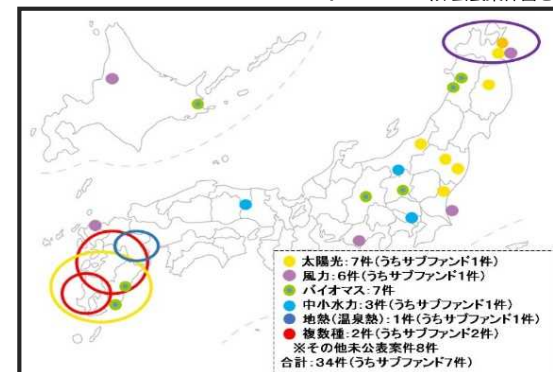 太陽光：7件（うちサブファンド1件）
風力：6件（うちサブファンド1件）
バイオマス：7件
中小水力：3件（うちサブファンド1件）
地熱（温泉熱）：1件（うちサブファンド1件）
複数種：2件（うちサブファンド2件）
※その他未公表案件8件
合計：34件（うちサブファンド7件）